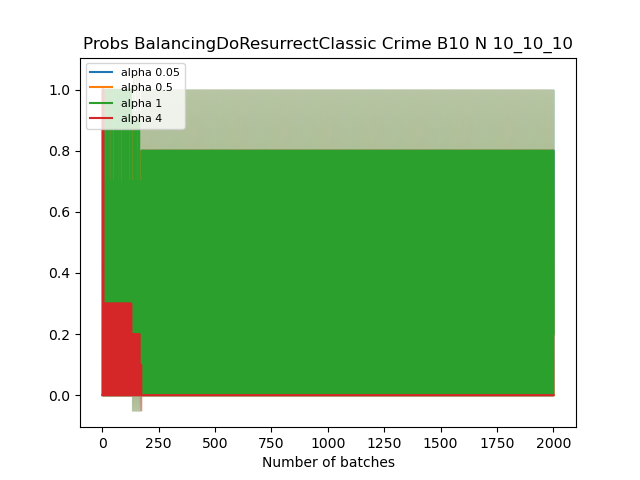 Probs BalancingDoResurrectClassic Crime B10 N 10_10_10
alpha 0.05
alpha 0.5
alpha 1
alpha 4
1.0
0.8
0.6
0.4
0.2
0.0
0 250 500 750 1000 1250 1500 1750 2000
Number of batches